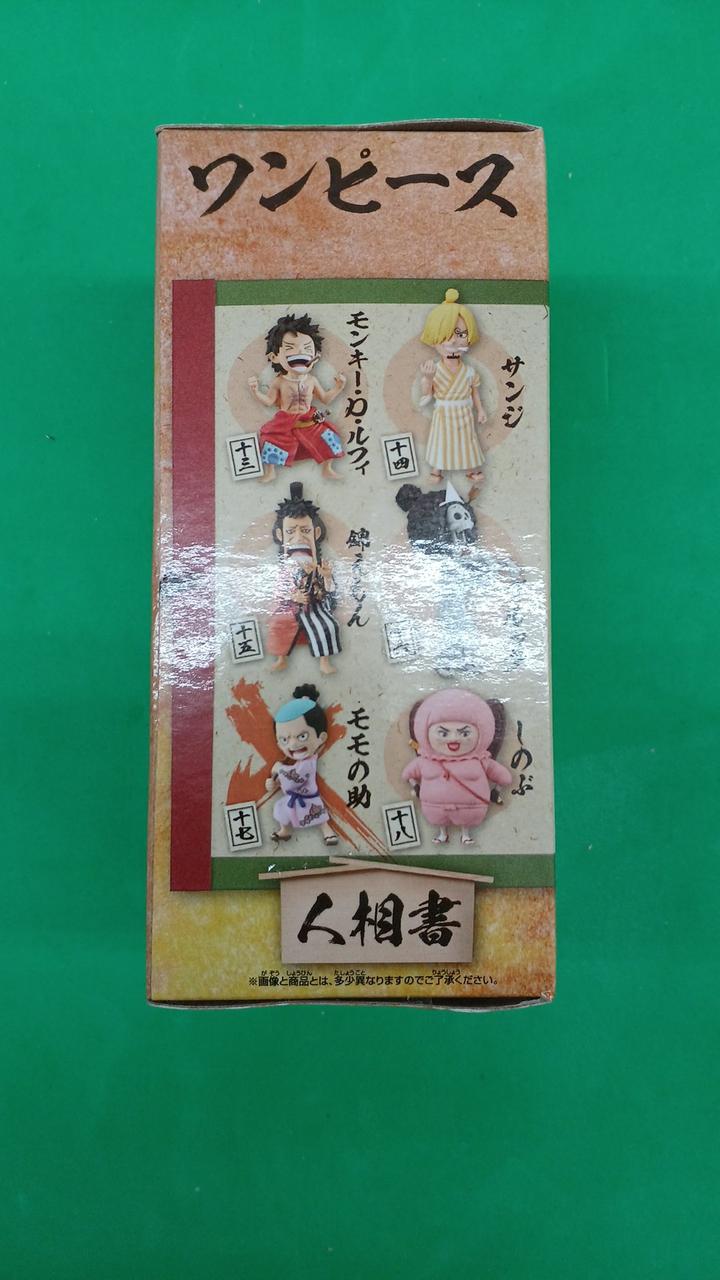 ワンピース
モンキー・D・ルフィ
十三
サンジ
十四
錦えもん
十五
モモの助
十七
しのぶ
十八
人相書
※画像と商品とは、多少異なりますのでご了承ください。